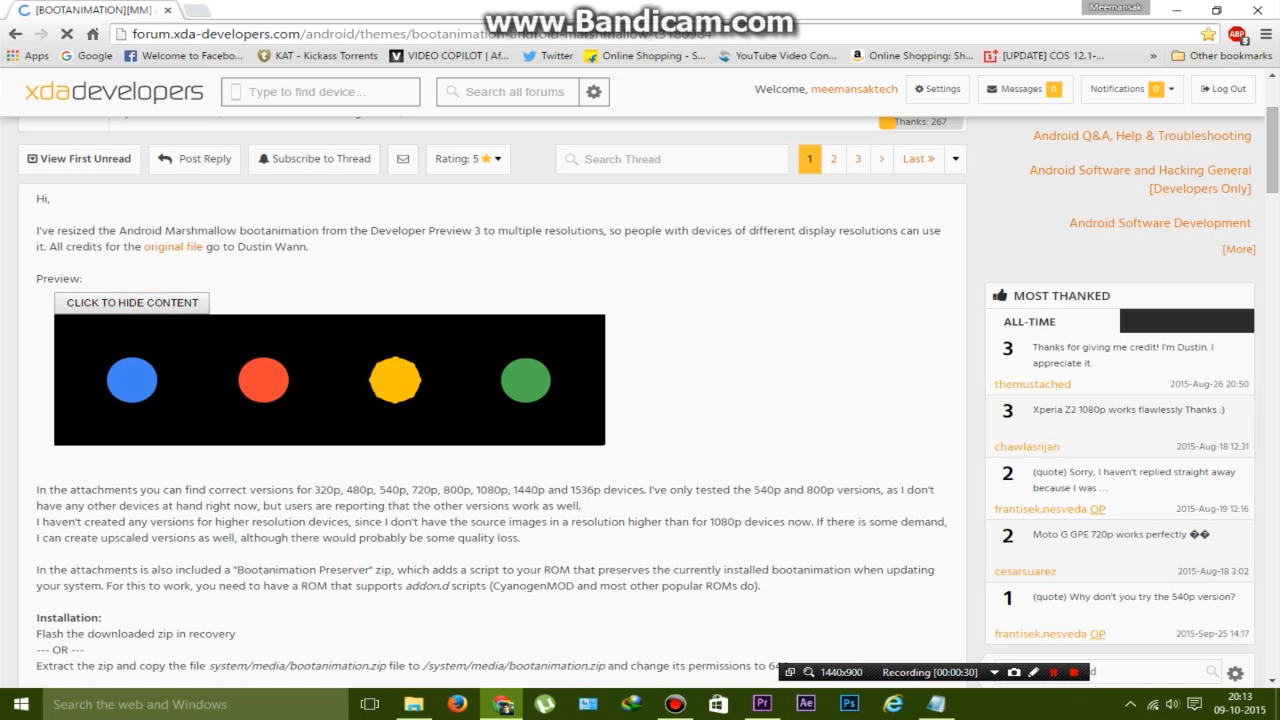 [BOOTANIMATION][MM]
www.Bandicam.com
Meemansak
forum.xda-developers.com/android/themes/bootanimation-android-marshmallow-t3180984
ABP
Apps
Google
Welcome to Facebo...
KAT - Kickass Torrents
VIDEO COPILOT | Af...
Twitter
Online Shopping - S...
YouTube Video Con...
Online Shopping: Sh...
[UPDATE] COS 12.1-...
» Other bookmarks
xdadevelopers
Type to find device...
Search all forums
Welcome, meemansaktech
Settings
Messages 0
Notifications 0
Log Out
Thanks: 267
View First Unread
Post Reply
Subscribe to Thread
Rating: 5
Search Thread
1 2 3 > Last »
Hi,
I've resized the Android Marshmallow bootanimation from the Developer Preview 3 to multiple resolutions, so people with devices of different display resolutions can use
it. All credits for the original file go to Dustin Wann.
Preview:
CLICK TO HIDE CONTENT
In the attachments you can find correct versions for 320p, 480p, 540p, 720p, 800p, 1080p, 1440p and 1536p devices. I've only tested the 540p and 800p versions, as I don't
have any other devices at hand right now, but users are reporting that the other versions work as well.
I haven't created any versions for higher resolution devices, since I don't have the source images in a resolution higher than for 1080p devices now. If there is some demand,
I can create upscaled versions as well, although there would probably be some quality loss.
In the attachments is also included a "Bootanimation Preserver" zip, which adds a script to your ROM that preserves the currently installed bootanimation when updating
your system. For this to work, you need to have a ROM that supports addon.d scripts (CyanogenMOD and most other popular ROMs do).
Installation:
Flash the downloaded zip in recovery
--- OR ---
Extract the zip and copy the file system/media/bootanimation.zip file to /system/media/bootanimation.zip and change its permissions to 64
Android Q&A, Help & Troubleshooting
Android Software and Hacking General
[Developers Only]
Android Software Development
[More]
MOST THANKED
ALL-TIME
3 Thanks for giving me credit! I'm Dustin. I
appreciate it.
themustached 2015-Aug-26 20:50
3 Xperia Z2 1080p works flawlessly Thanks :)
chawlasrijan 2015-Aug-18 12:31
2 (quote) Sorry, I haven't replied straight away
because I was ...
frantisek.nesveda OP 2015-Aug-19 12:16
2 Moto G GPE 720p works perfectly ��
cesarsuarez 2015-Aug-18 3:02
1 (quote) Why don't you try the 540p version?
frantisek.nesveda OP 2015-Sep-25 14:17
1440x900 Recording [00:00:30]
Search the web and Windows
Pr
Ae
Ps
20:13
09-10-2015